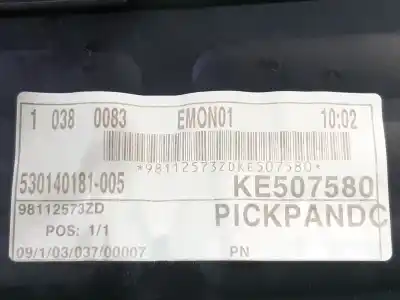 1 038 0083 EMON01 10:02
*98112573ZDKE507580*
530140181-005 KE507580
98112573ZD PICKPANDC
POS: 1/1
09/1/03/037/00007 PN